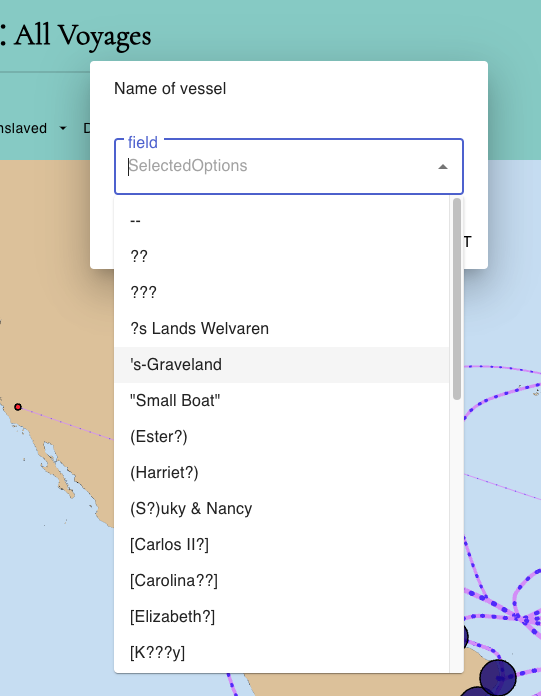 : All Voyages
Name of vessel
nslaved
D
field
SelectedOptions
--
??
T
???
?s Lands Welvaren
's-Graveland
"Small Boat"
(Ester?)
(Harriet?)
(S?)uky & Nancy
[Carlos II?]
[Carolina??]
[Elizabeth?]
[K???y]